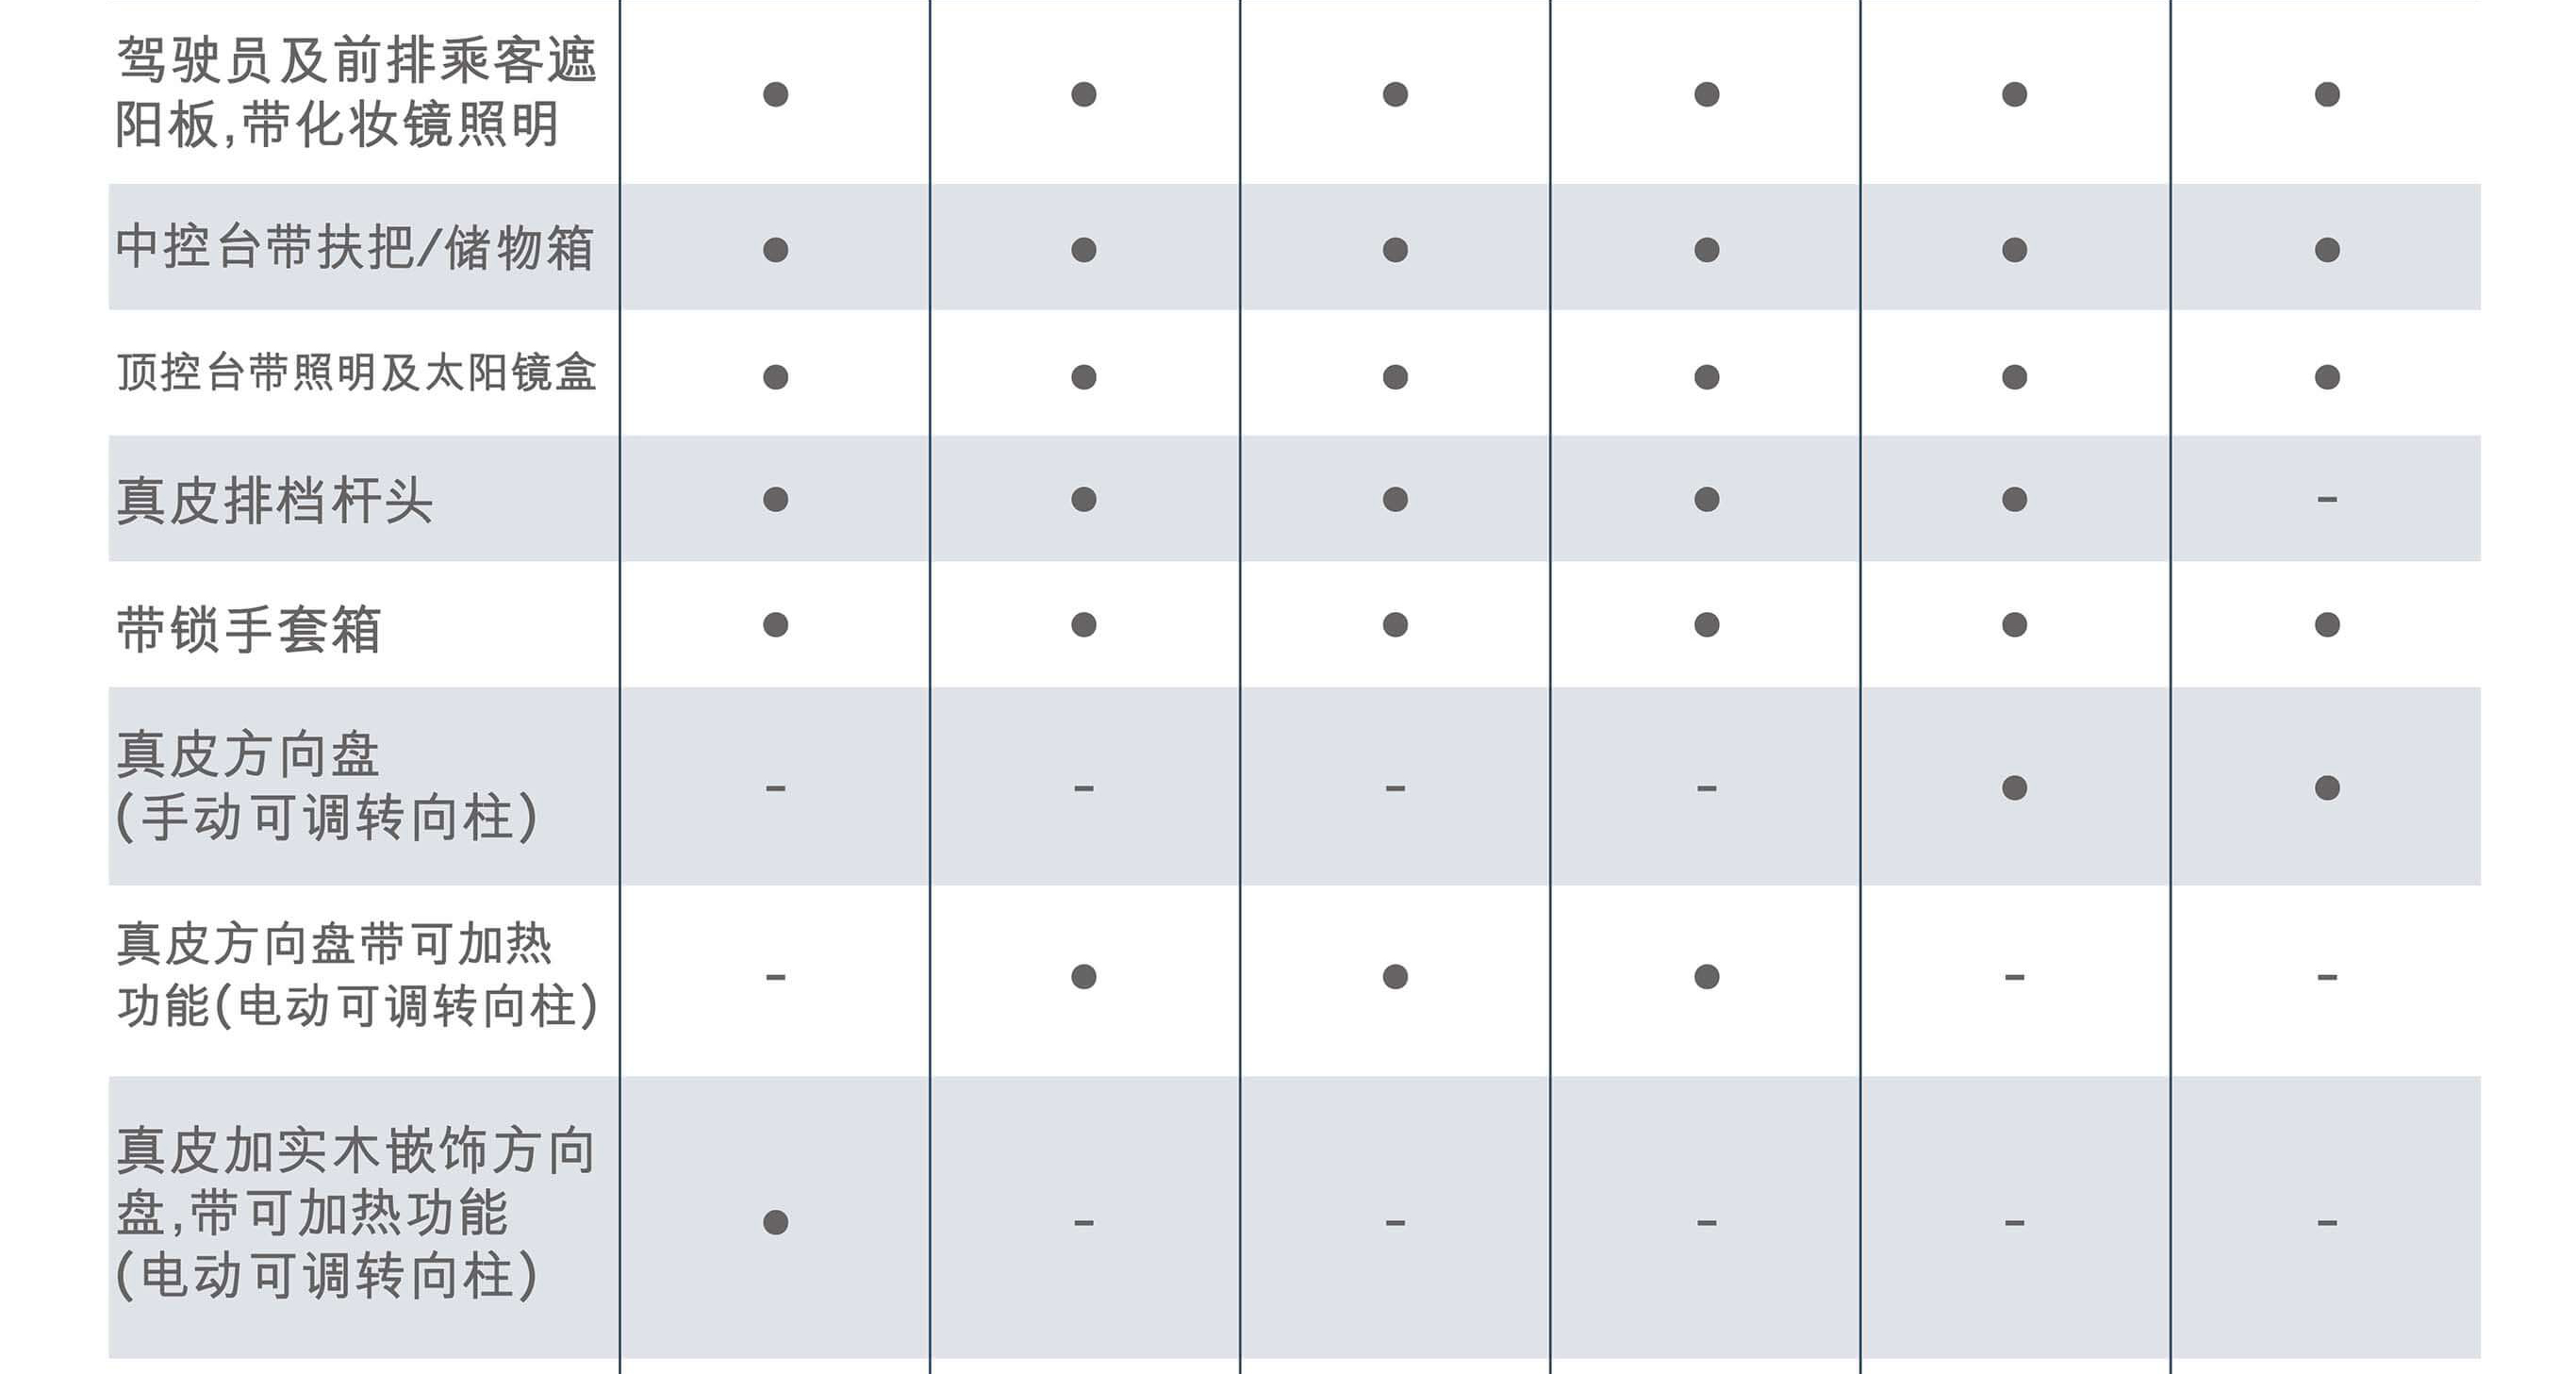 驾驶员及前排乘客遮
阳板,带化妆镜照明 ● ● ● ● ● ●
中控台带扶把/储物箱 ● ● ● ● ● ●
顶控台带照明及太阳镜盒 ● ● ● ● ● ●
真皮排档杆头 ● ● ● ● ● -
带锁手套箱 ● ● ● ● ● ●
真皮方向盘
(手动可调转向柱) - - - - ● ●
真皮方向盘带可加热
功能(电动可调转向柱) - ● ● ● - -
真皮加实木嵌饰方向
盘,带可加热功能 ● - - - - -
(电动可调转向柱)